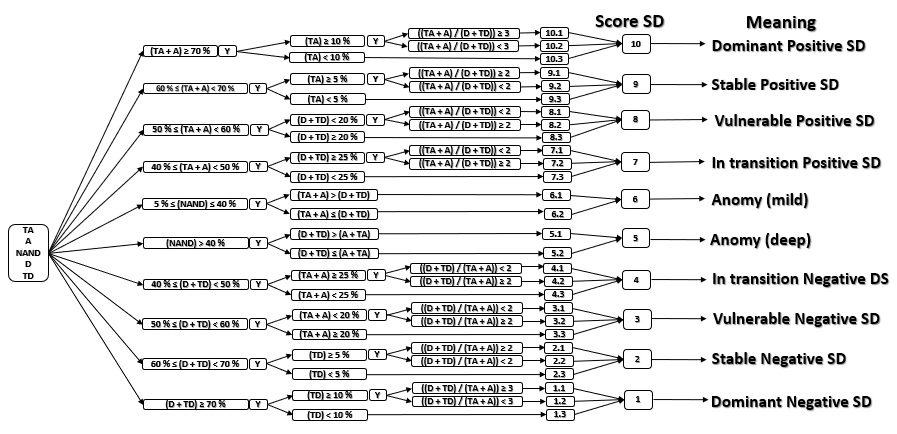 Score SD
Meaning
TA
A
NAND
D
TD
(TA + A) ≥ 70 % Y
(TA) ≥ 10 % Y
((TA + A) / (D + TD)) ≥ 3
10.1
((TA + A) / (D + TD)) < 3
10.2
(TA) < 10 %
10.3
10
Dominant Positive SD
60 % ≤ (TA + A) < 70 % Y
(TA) ≥ 5 % Y
((TA + A) / (D + TD)) ≥ 2
9.1
((TA + A) / (D + TD)) < 2
9.2
(TA) < 5 %
9.3
9
Stable Positive SD
50 % ≤ (TA + A) < 60 % Y
(D + TD) < 20 % Y
((TA + A) / (D + TD)) < 2
8.1
((TA + A) / (D + TD)) ≥ 2
8.2
(D + TD) ≥ 20 %
8.3
8
Vulnerable Positive SD
40 % ≤ (TA + A) < 50 % Y
(D + TD) ≥ 25 % Y
((TA + A) / (D + TD)) < 2
7.1
((TA + A) / (D + TD)) ≥ 2
7.2
(D + TD) < 25 %
7.3
7
In transition Positive SD
5 % ≤ (NAND) ≤ 40 % Y
(TA + A) > (D + TD)
6.1
(TA + A) ≤ (D + TD)
6.2
6
Anomy (mild)
(NAND) > 40 % Y
(D + TD) > (A + TA)
5.1
(D + TD) ≤ (A + TA)
5.2
5
Anomy (deep)
40 % ≤ (D + TD) < 50 % Y
(TA + A) ≥ 25 % Y
((D + TD) / (TA + A)) < 2
4.1
((D + TD) / (TA + A)) ≥ 2
4.2
(TA + A) < 25 %
4.3
4
In transition Negative DS
50 % ≤ (D + TD) < 60 % Y
(TA + A) < 20 % Y
((D + TD) / (TA + A)) < 2
3.1
((D + TD) / (TA + A)) ≥ 2
3.2
(TA + A) ≥ 20 %
3.3
3
Vulnerable Negative SD
60 % ≤ (D + TD) < 70 % Y
(TD) ≥ 5 % Y
((D + TD) / (TA + A)) ≥ 2
2.1
((D + TD) / (TA + A)) < 2
2.2
(TD) < 5 %
2.3
2
Stable Negative SD
(D + TD) ≥ 70 % Y
(TD) ≥ 10 % Y
((D + TD) / (TA + A)) ≥ 3
1.1
((D + TD) / (TA + A)) < 3
1.2
(TD) < 10 %
1.3
1
Dominant Negative SD